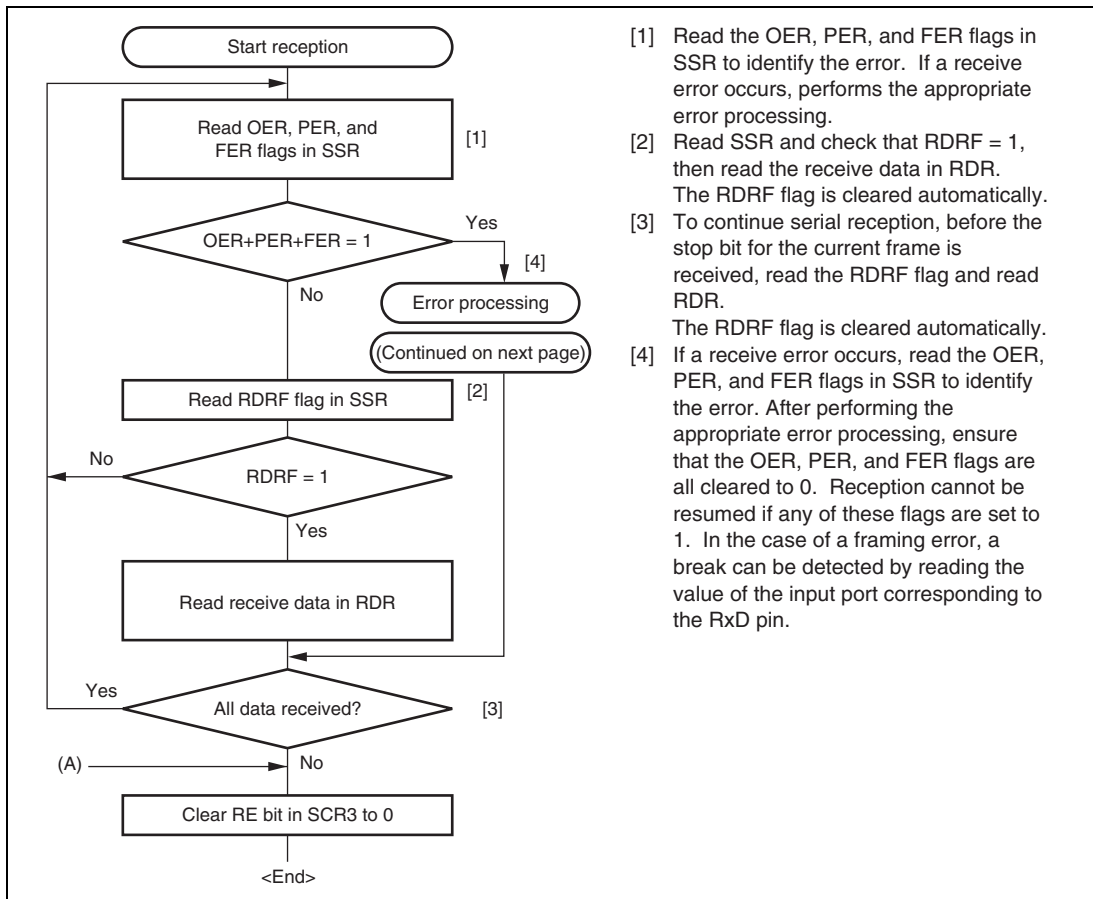 Start reception
Read OER, PER, and
FER flags in SSR
[1]
OER+PER+FER = 1
Yes
[4]
No
Error processing
(Continued on next page)
Read RDRF flag in SSR
[2]
No
RDRF = 1
Yes
Read receive data in RDR
Yes
All data received?
[3]
(A)
No
Clear RE bit in SCR3 to 0
<End>
[1] Read the OER, PER, and FER flags in
SSR to identify the error. If a receive
error occurs, performs the appropriate
error processing.
[2] Read SSR and check that RDRF = 1,
then read the receive data in RDR.
The RDRF flag is cleared automatically.
[3] To continue serial reception, before the
stop bit for the current frame is
received, read the RDRF flag and read
RDR.
The RDRF flag is cleared automatically.
[4] If a receive error occurs, read the OER,
PER, and FER flags in SSR to identify
the error. After performing the
appropriate error processing, ensure
that the OER, PER, and FER flags are
all cleared to 0. Reception cannot be
resumed if any of these flags are set to
1. In the case of a framing error, a
break can be detected by reading the
value of the input port corresponding to
the RxD pin.